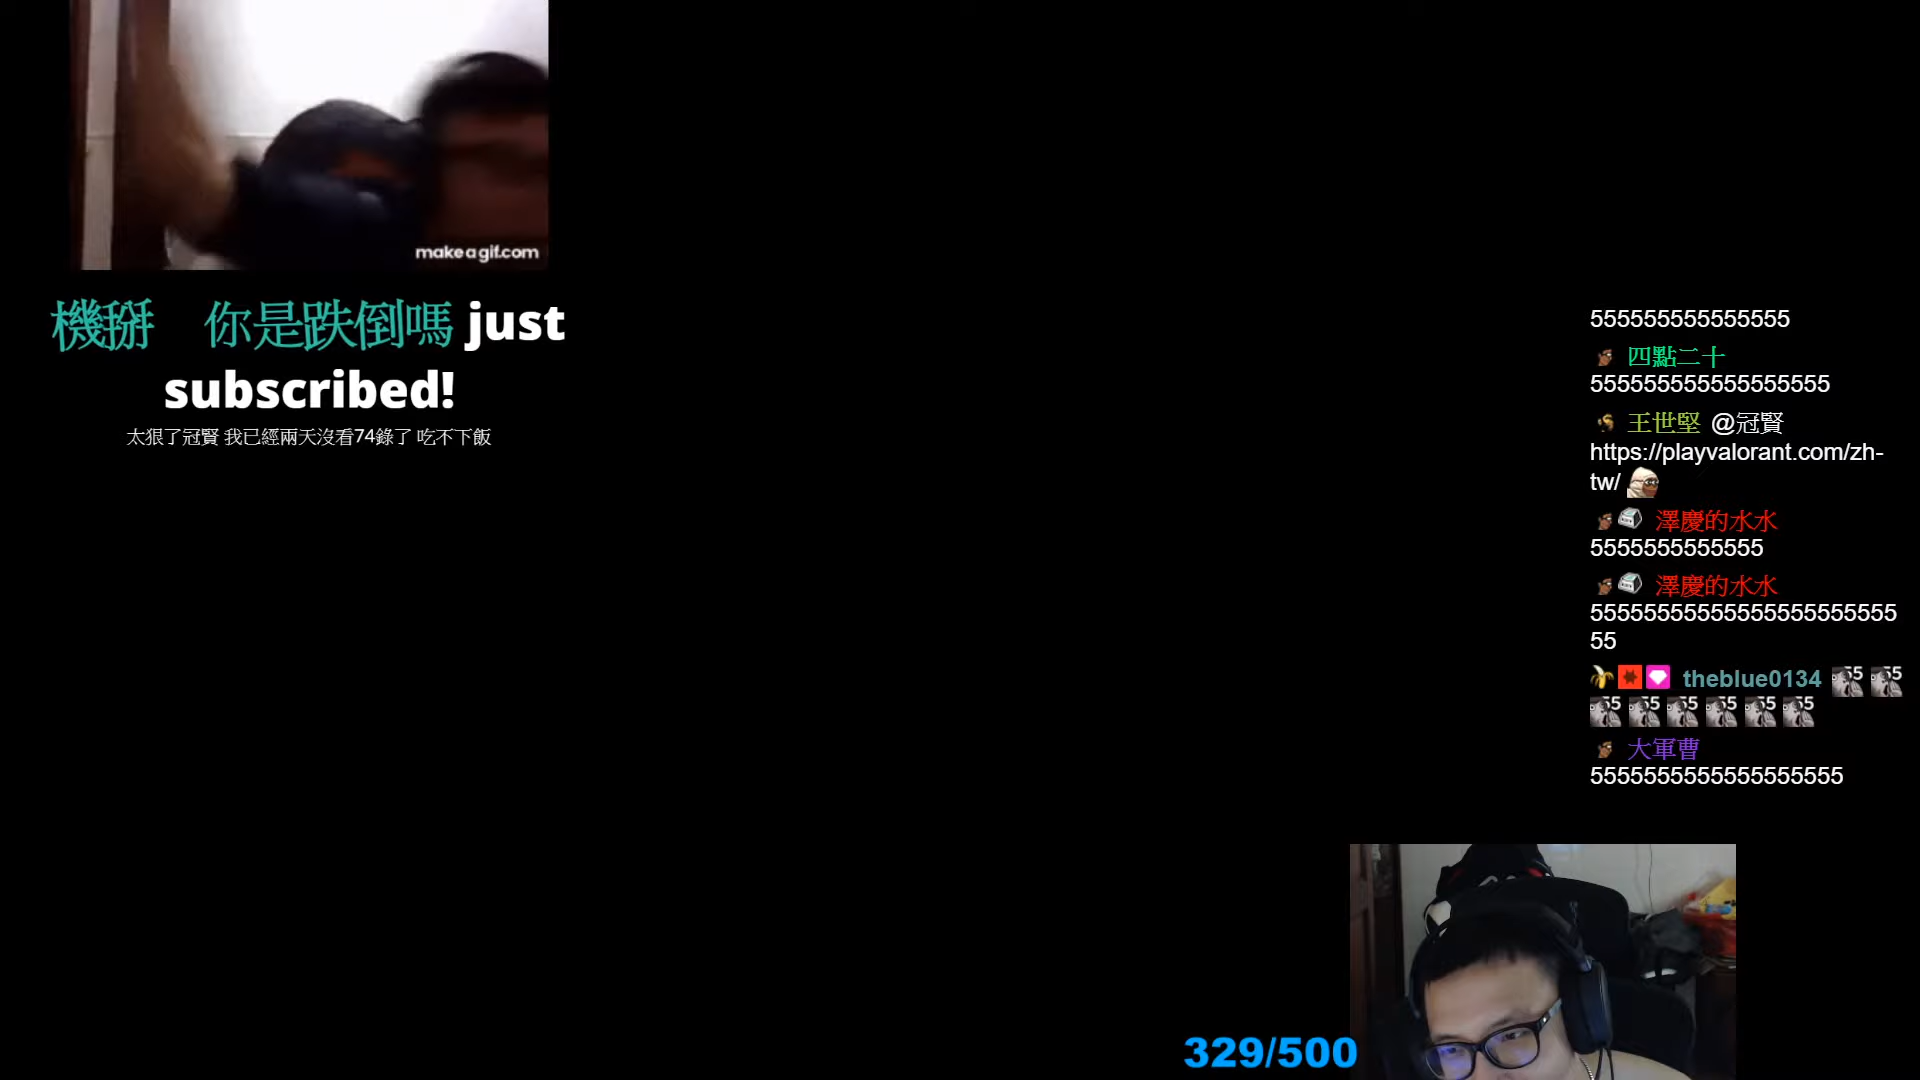 makeagif.com
機掰 你是跌倒嗎 just
subscribed!
太狠了冠賢 我已經兩天沒看74錄了 吃不下飯
555555555555555
四點二十
555555555555555555
王世堅 @冠賢
https://playvalorant.com/zh-
tw/
澤慶的水水
5555555555555
澤慶的水水
55555555555555555555555
55
theblue0134
大軍曹
5555555555555555555
329/500